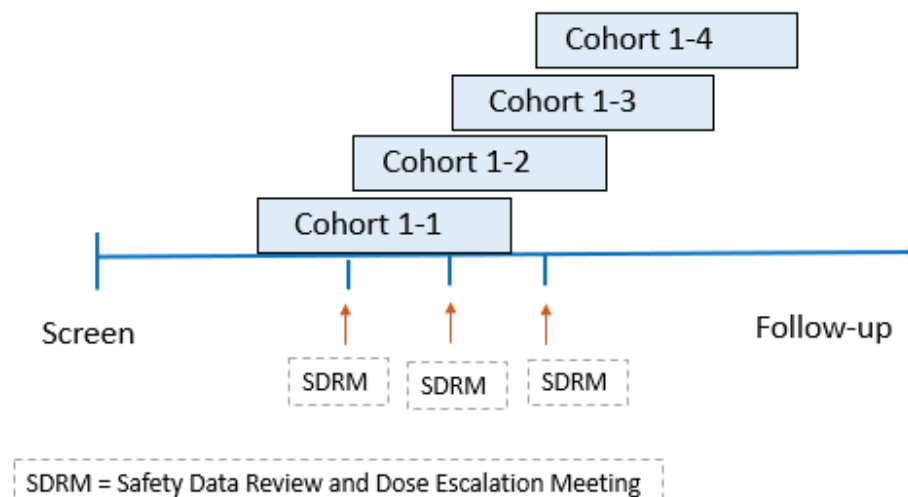 Cohort 1-4
Cohort 1-3
Cohort 1-2
Cohort 1-1
Screen
Follow-up
SDRM
SDRM
SDRM
SDRM = Safety Data Review and Dose Escalation Meeting